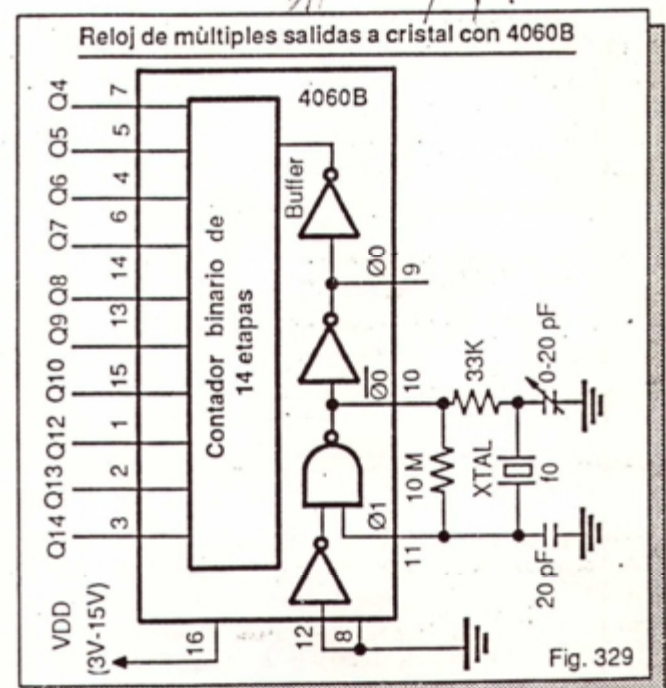 Reloj de mùltiples salidas a cristal con 4060B
4060B
Q4 7
Q5 5
Q6 4
Q7 6
Q8 14
Q9 13
Q10 15
Q12 1
Q13 2
Q14 3
VDD
(3V-15V)
16
Contador binario de
14 etapas
Buffer
Ø0
9
Ø0
10
Ø1
11
12
8
33K
10 M
XTAL
f0
0-20 pF
20 pF
Fig. 329